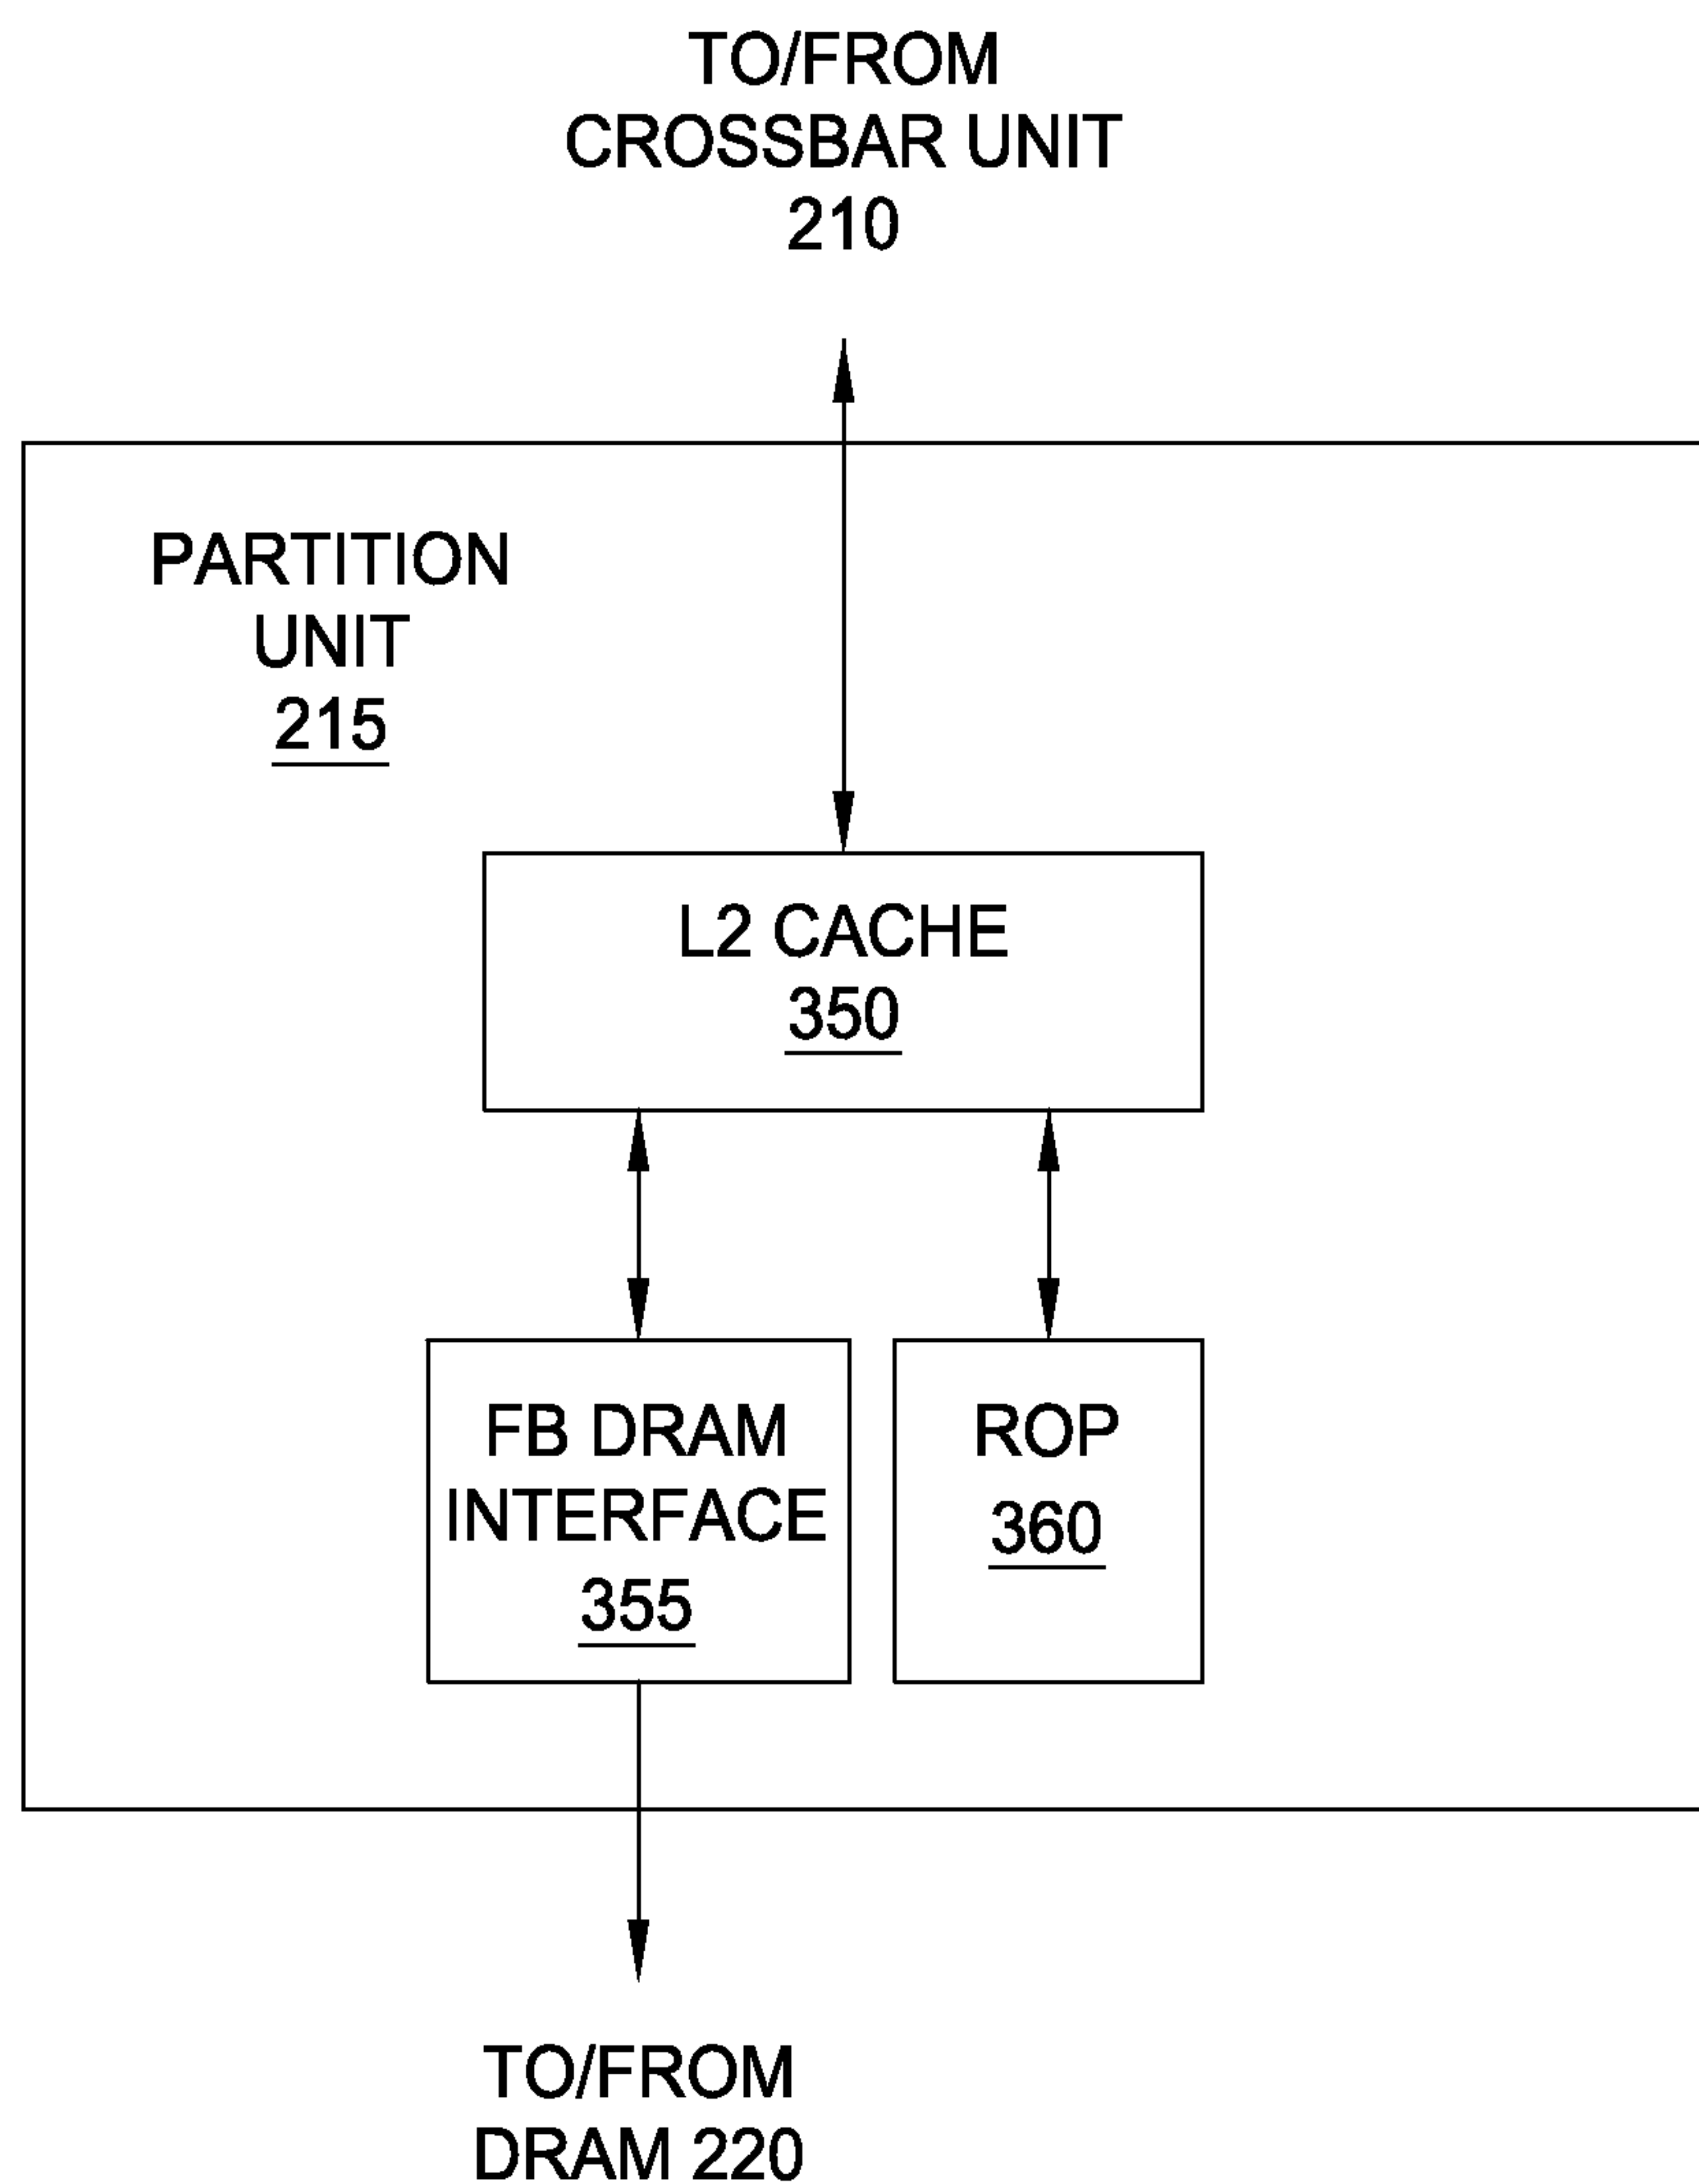 TO/FROM
CROSSBAR UNIT
210
PARTITION
UNIT
215
L2 CACHE
350
FB DRAM
INTERFACE
355
ROP
360
TO/FROM
DRAM 220